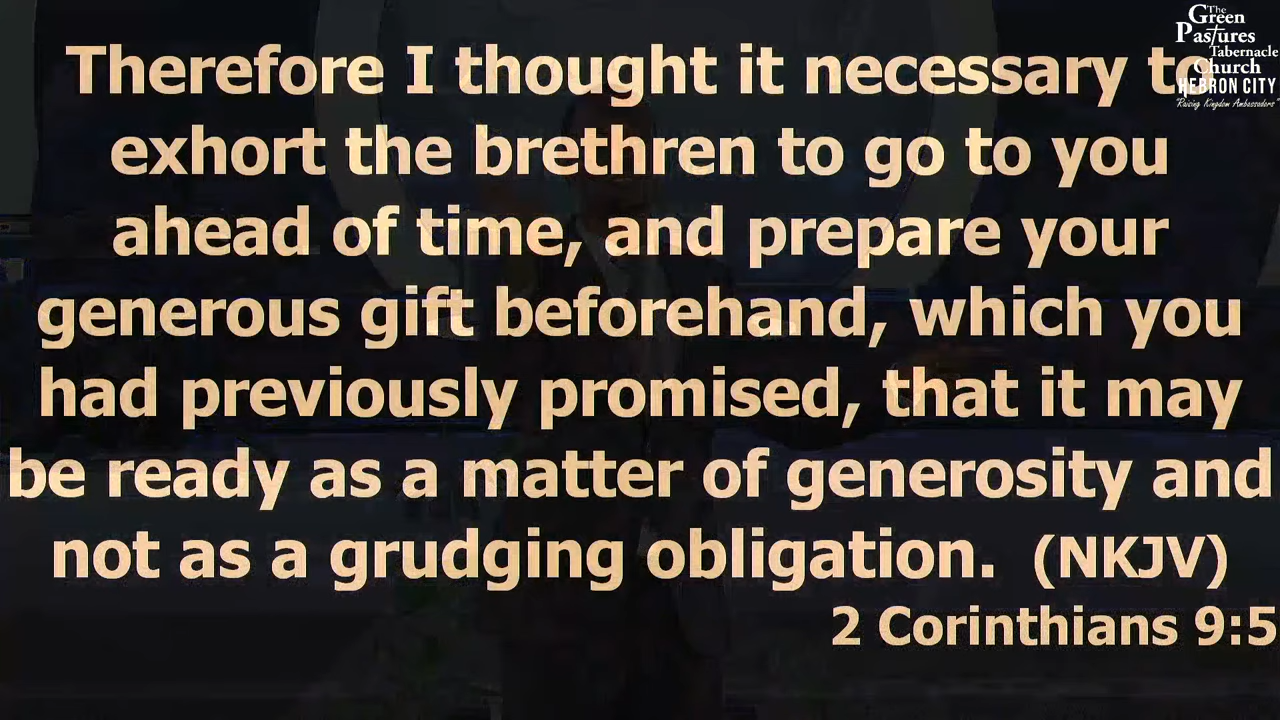 The
Green
Pastures
Tabernacle
Church
HEBRON CITY
"Raising Kingdom Ambassadors"
Therefore I thought it necessary to
exhort the brethren to go to you
ahead of time, and prepare your
generous gift beforehand, which you
had previously promised, that it may
be ready as a matter of generosity and
not as a grudging obligation. (NKJV)
2 Corinthians 9:5